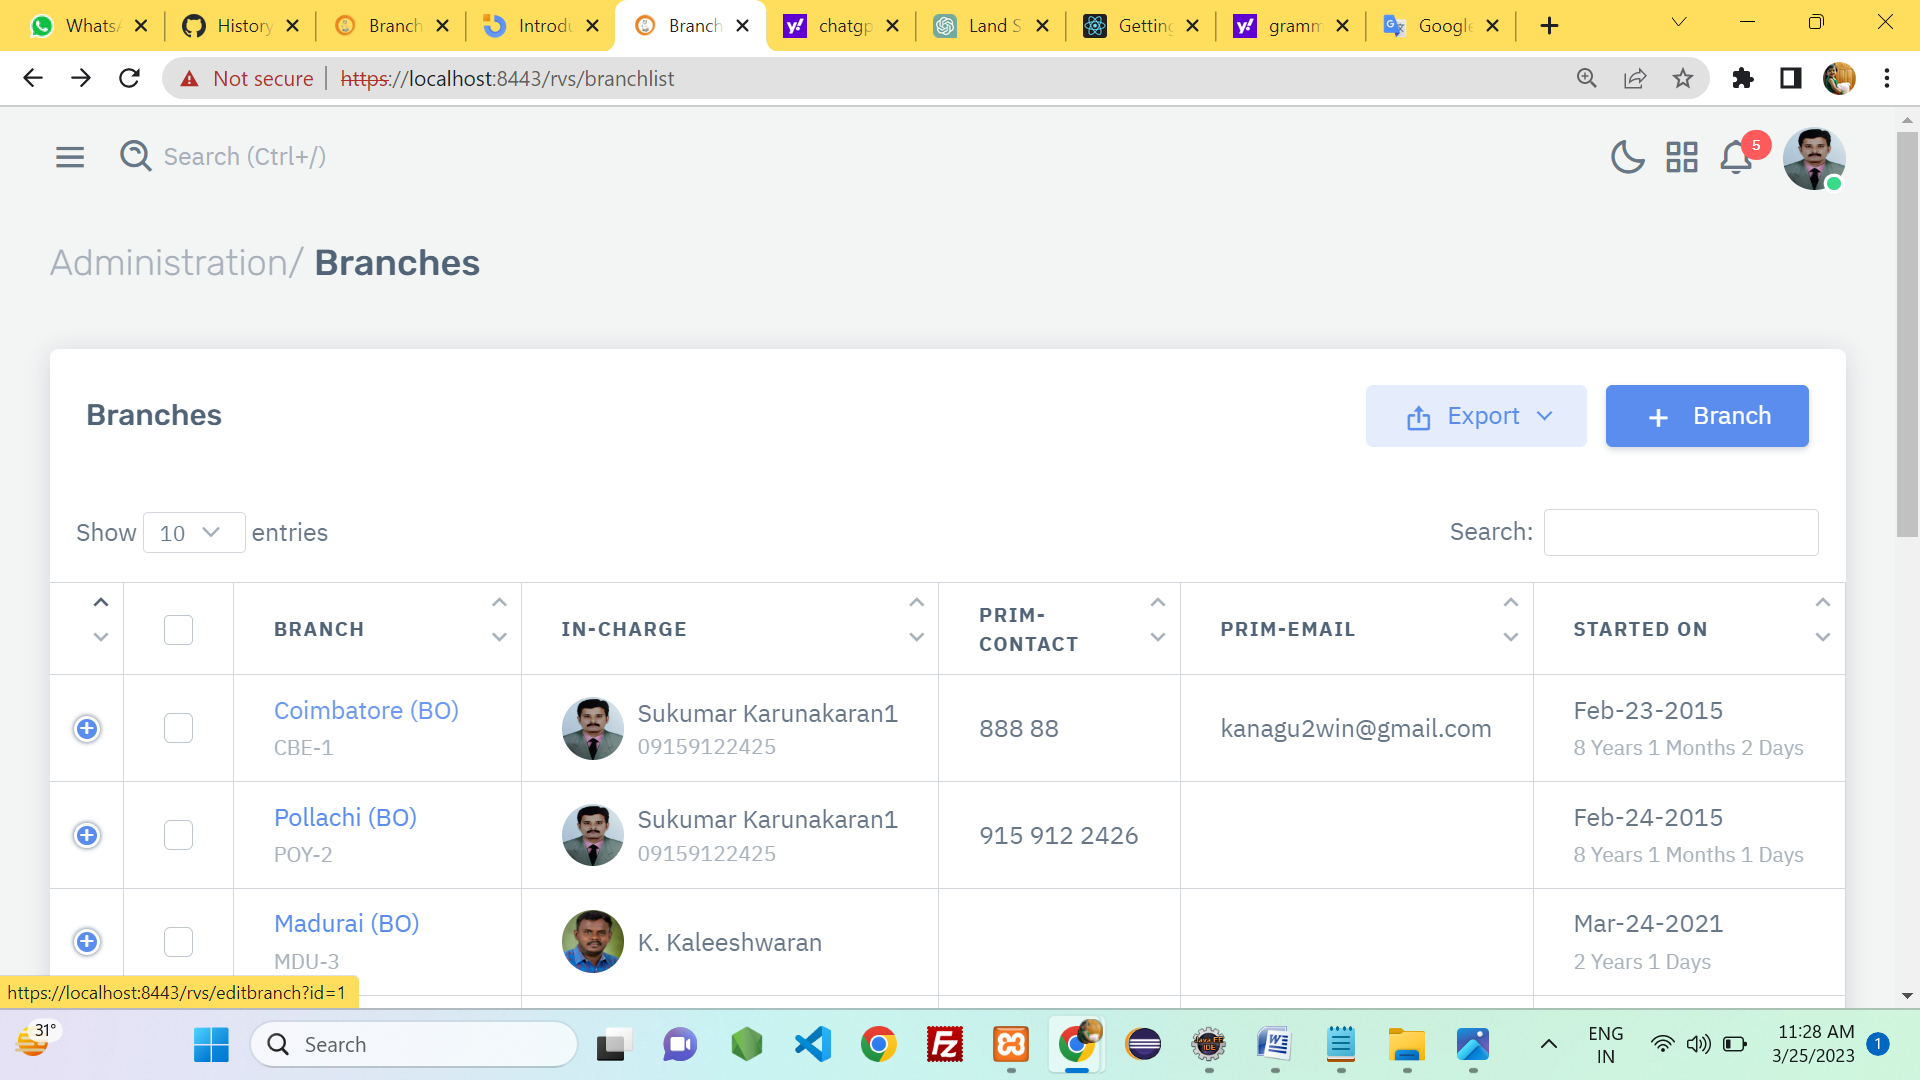 WhatsA
History
Branch
Introdu
Branch
chatgp
Land S
Getting
gramm
Google
Not secure
https://localhost:8443/rvs/branchlist
Search (Ctrl+/)
5
Administration/ Branches
Branches
Export
+ Branch
Show 10 entries
Search:
BRANCH
IN-CHARGE
PRIM-
CONTACT
PRIM-EMAIL
STARTED ON
Coimbatore (BO)
CBE-1
Sukumar Karunakaran1
09159122425
888 88
kanagu2win@gmail.com
Feb-23-2015
8 Years 1 Months 2 Days
Pollachi (BO)
POY-2
Sukumar Karunakaran1
09159122425
915 912 2426
Feb-24-2015
8 Years 1 Months 1 Days
Madurai (BO)
MDU-3
K. Kaleeshwaran
Mar-24-2021
2 Years 1 Days
https://localhost:8443/rvs/editbranch?id=1
31°
Search
ENG
IN
11:28 AM
3/25/2023
1